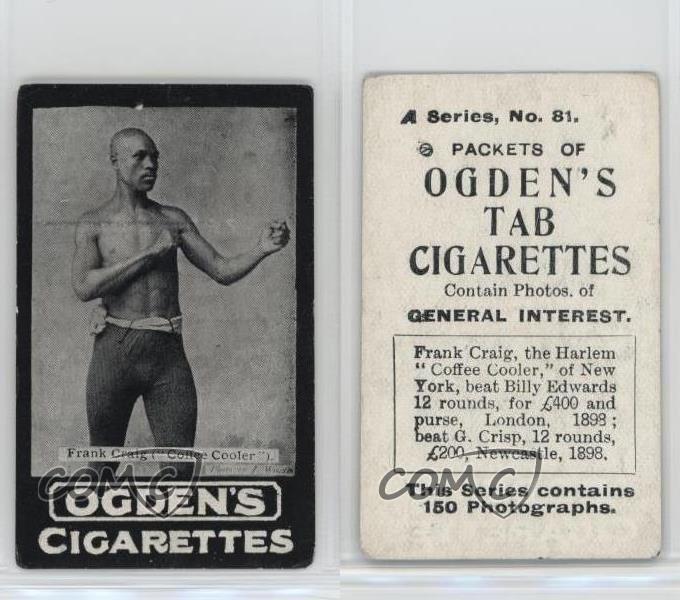 Frank Craig ("Coffee Cooler").
OGDEN'S
CIGARETTES
A Series, No. 81.
PACKETS OF
OGDEN'S
TAB
CIGARETTES
Contain Photos. of
GENERAL INTEREST.
Frank Craig, the Harlem
"Coffee Cooler," of New
York, beat Billy Edwards
12 rounds, for £400 and
purse, London, 1898;
beat G. Crisp, 12 rounds,
£200, Newcastle, 1898.
This Series contains
150 Photographs.
COMC
COMC